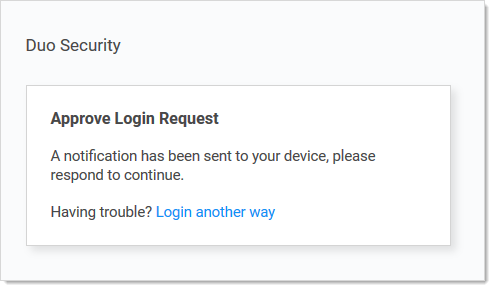 Duo Security
Approve Login Request
A notification has been sent to your device, please
respond to continue.
Having trouble? Login another way